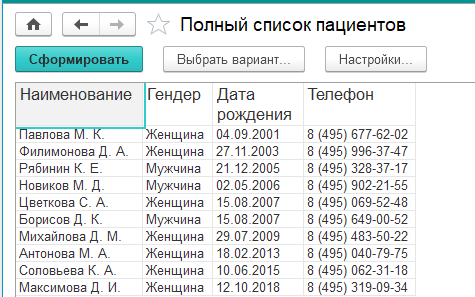 Полный список пациентов
Сформировать Выбрать вариант... Настройки...
Наименование Гендер Дата рождения Телефон
Павлова М. К. Женщина 04.09.2001 8 (495) 677-62-02
Филимонова Д. А. Женщина 27.11.2003 8 (495) 996-37-47
Рябинин К. Е. Мужчина 21.12.2005 8 (495) 328-37-17
Новиков М. Д. Мужчина 02.05.2006 8 (495) 902-21-55
Цветкова С. А. Женщина 15.08.2007 8 (495) 069-52-48
Борисов Д. К. Мужчина 15.08.2007 8 (495) 649-00-52
Михайлова Д. М. Женщина 29.07.2009 8 (495) 483-50-22
Антонова М. А. Женщина 18.02.2013 8 (495) 040-79-75
Соловьева К. А. Женщина 10.06.2015 8 (495) 062-31-18
Максимова Д. И. Женщина 12.10.2018 8 (495) 319-09-34